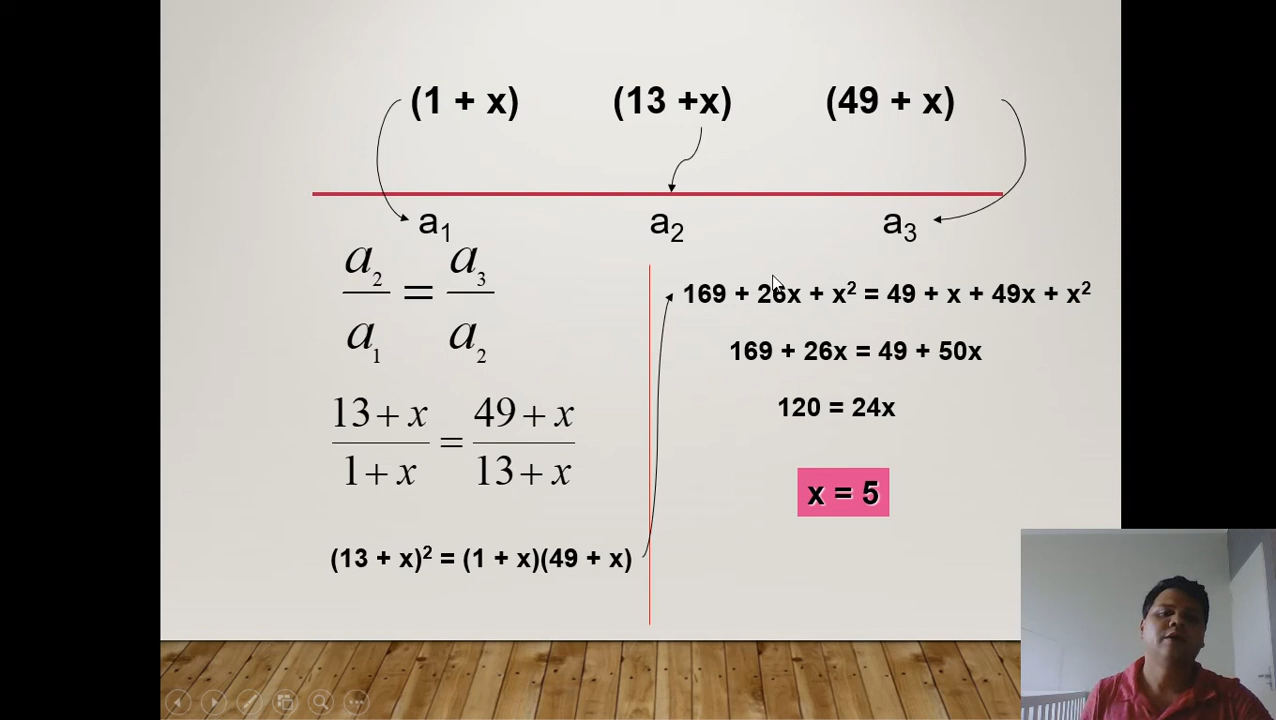 (1 + x) (13 +x) (49 + x)
a₁ a₂ a₃
a₂/a₁ = a₃/a₂
(13 + x)/(1 + x) = (49 + x)/(13 + x)
(13 + x)² = (1 + x)(49 + x)
169 + 26x + x² = 49 + x + 49x + x²
169 + 26x = 49 + 50x
120 = 24x
x = 5